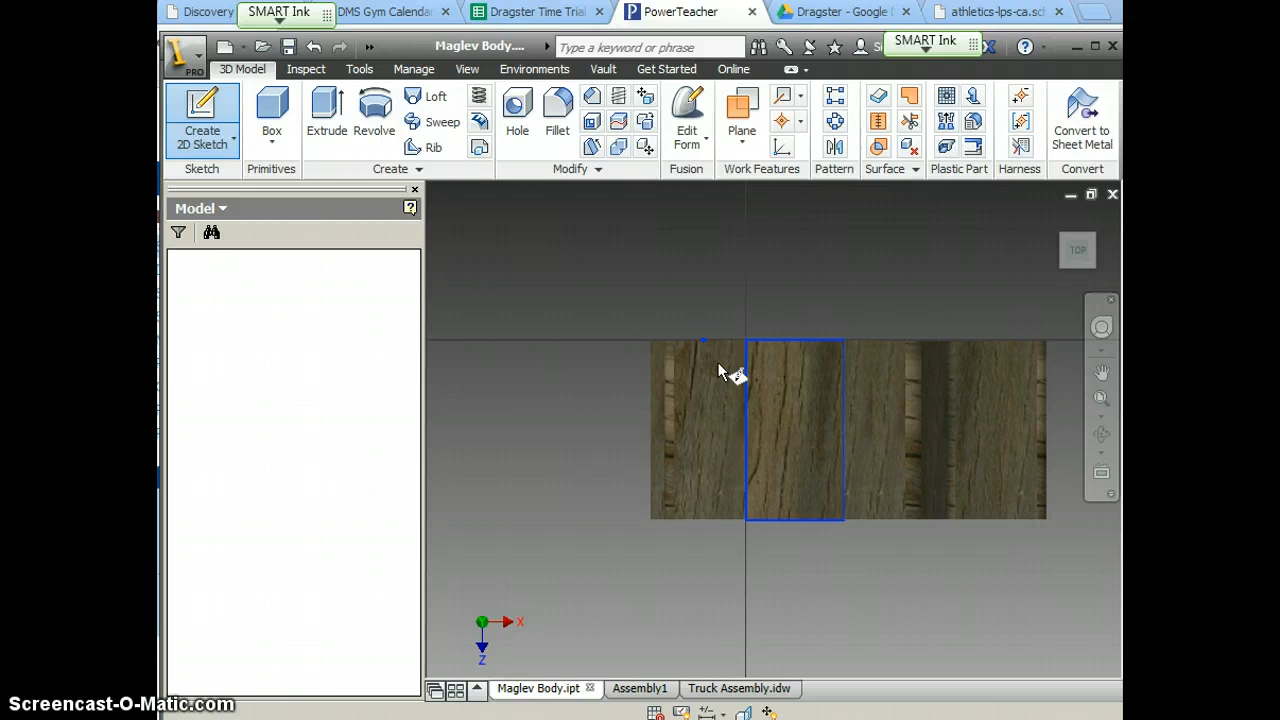 Discovery
SMART Ink
DMS Gym Calenda
Dragster Time Tria
PowerTeacher
Dragster - Google
athletics-lps-ca.sc
PRO
Maglev Body....
Type a keyword or phrase
SMART Ink
3D Model
Inspect
Tools
Manage
View
Environments
Vault
Get Started
Online
Create
2D Sketch
Box
Extrude
Revolve
Loft
Sweep
Rib
Hole
Fillet
Edit
Form
Plane
Convert to
Sheet Metal
Sketch
Primitives
Create
Modify
Fusion
Work Features
Pattern
Surface
Plastic Part
Harness
Convert
Model
TOP
X
Z
Maglev Body.ipt
Assembly1
Truck Assembly.idw
Screencast-O-Matic.com